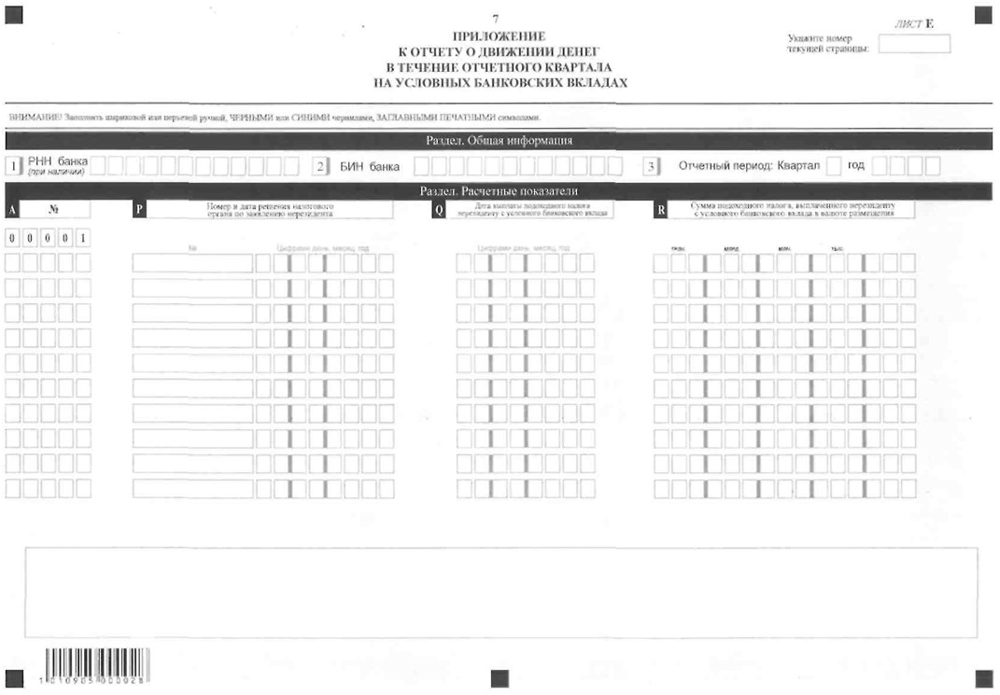 7
ЛИСТ Е
ПРИЛОЖЕНИЕ
К ОТЧЕТУ О ДВИЖЕНИИ ДЕНЕГ
В ТЕЧЕНИЕ ОТЧЕТНОГО КВАРТАЛА
НА УСЛОВНЫХ БАНКОВСКИХ ВКЛАДАХ
Укажите номер
текущей страницы:
ВНИМАНИЕ! Заполнять шариковой или перьевой ручкой, ЧЕРНЫМИ или СИНИМИ чернилами, ЗАГЛАВНЫМИ ПЕЧАТНЫМИ символами.
Раздел. Общая информация
1 РНН банка
(при наличии)
2 БИН банка
3 Отчетный период: Квартал год
Раздел. Расчетные показатели
A №
P Номер и дата решения налогового
органа по заявлению нерезидента
Q Дата выплаты подоходного налога
нерезиденту с условного банковского вклада
R Сумма подоходного налога, выплаченного нерезиденту
с условного банковского вклада в валюте размещения
0 0 0 0 1
№ Цифрами день, месяц, год
Цифрами день, месяц, год
трлн. млрд. млн. тыс.